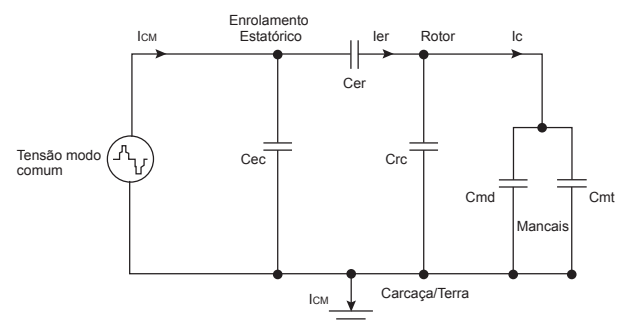 Enrolamento
Estatórico
ICM
Ier
Rotor
Ic
Cer
Tensão modo
comum
Cec
Crc
Cmd
Cmt
Mancais
ICM
Carcaça/Terra